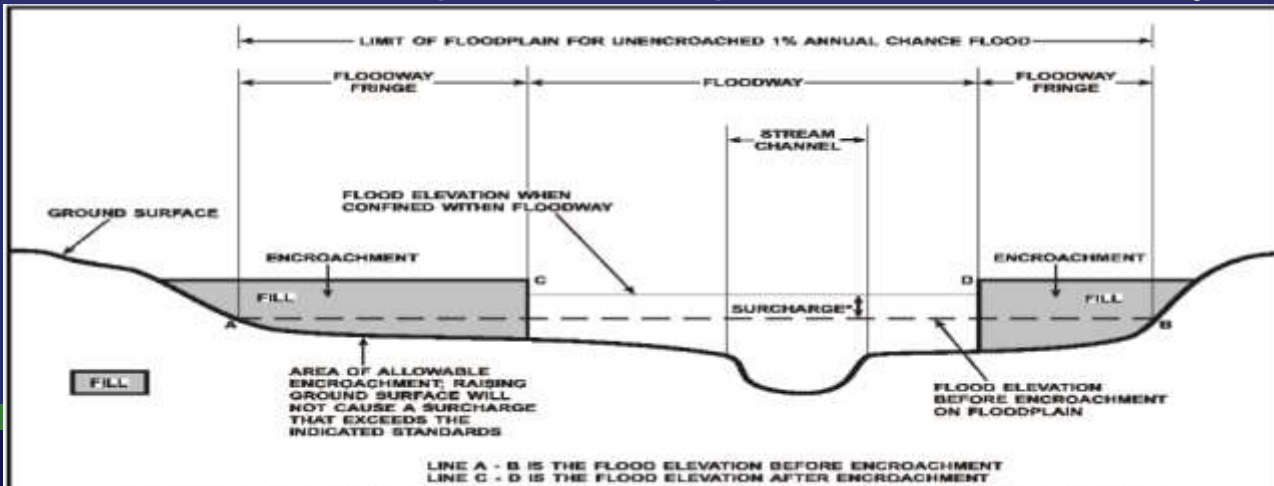 LIMIT OF FLOODPLAIN FOR UNENCROACHED 1% ANNUAL CHANCE FLOOD
FLOODWAY
FRINGE
FLOODWAY
FLOODWAY
FRINGE
STREAM
CHANNEL
FLOOD ELEVATION WHEN
CONFINED WITHIN FLOODWAY
GROUND SURFACE
ENCROACHMENT
ENCROACHMENT
C
D
FILL
FILL
SURCHARGE*
A
B
FILL
AREA OF ALLOWABLE
ENCROACHMENT; RAISING
GROUND SURFACE WILL
NOT CAUSE A SURCHARGE
THAT EXCEEDS THE
INDICATED STANDARDS
FLOOD ELEVATION
BEFORE ENCROACHMENT
ON FLOODPLAIN
LINE A - B IS THE FLOOD ELEVATION BEFORE ENCROACHMENT
LINE C - D IS THE FLOOD ELEVATION AFTER ENCROACHMENT